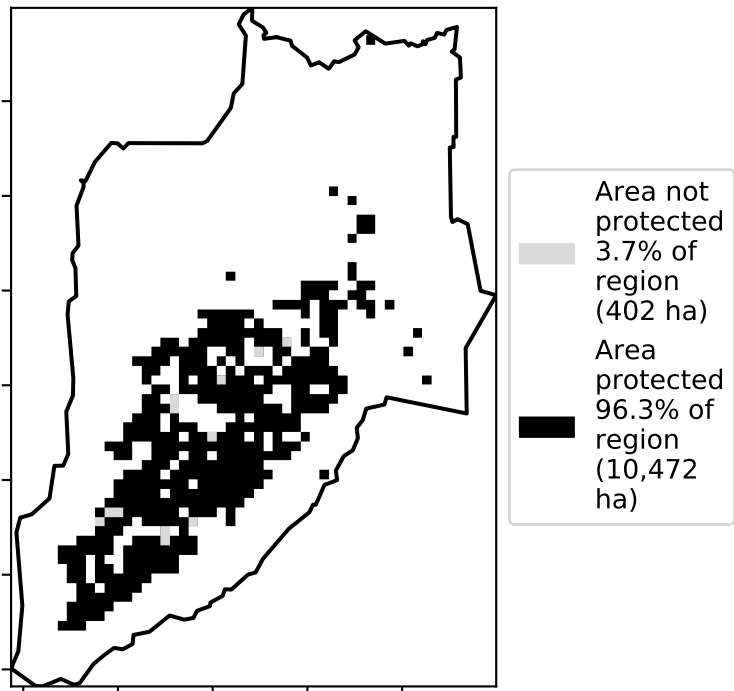 Area not
protected
3.7% of
region
(402 ha)
Area
protected
96.3% of
region
(10,472
ha)